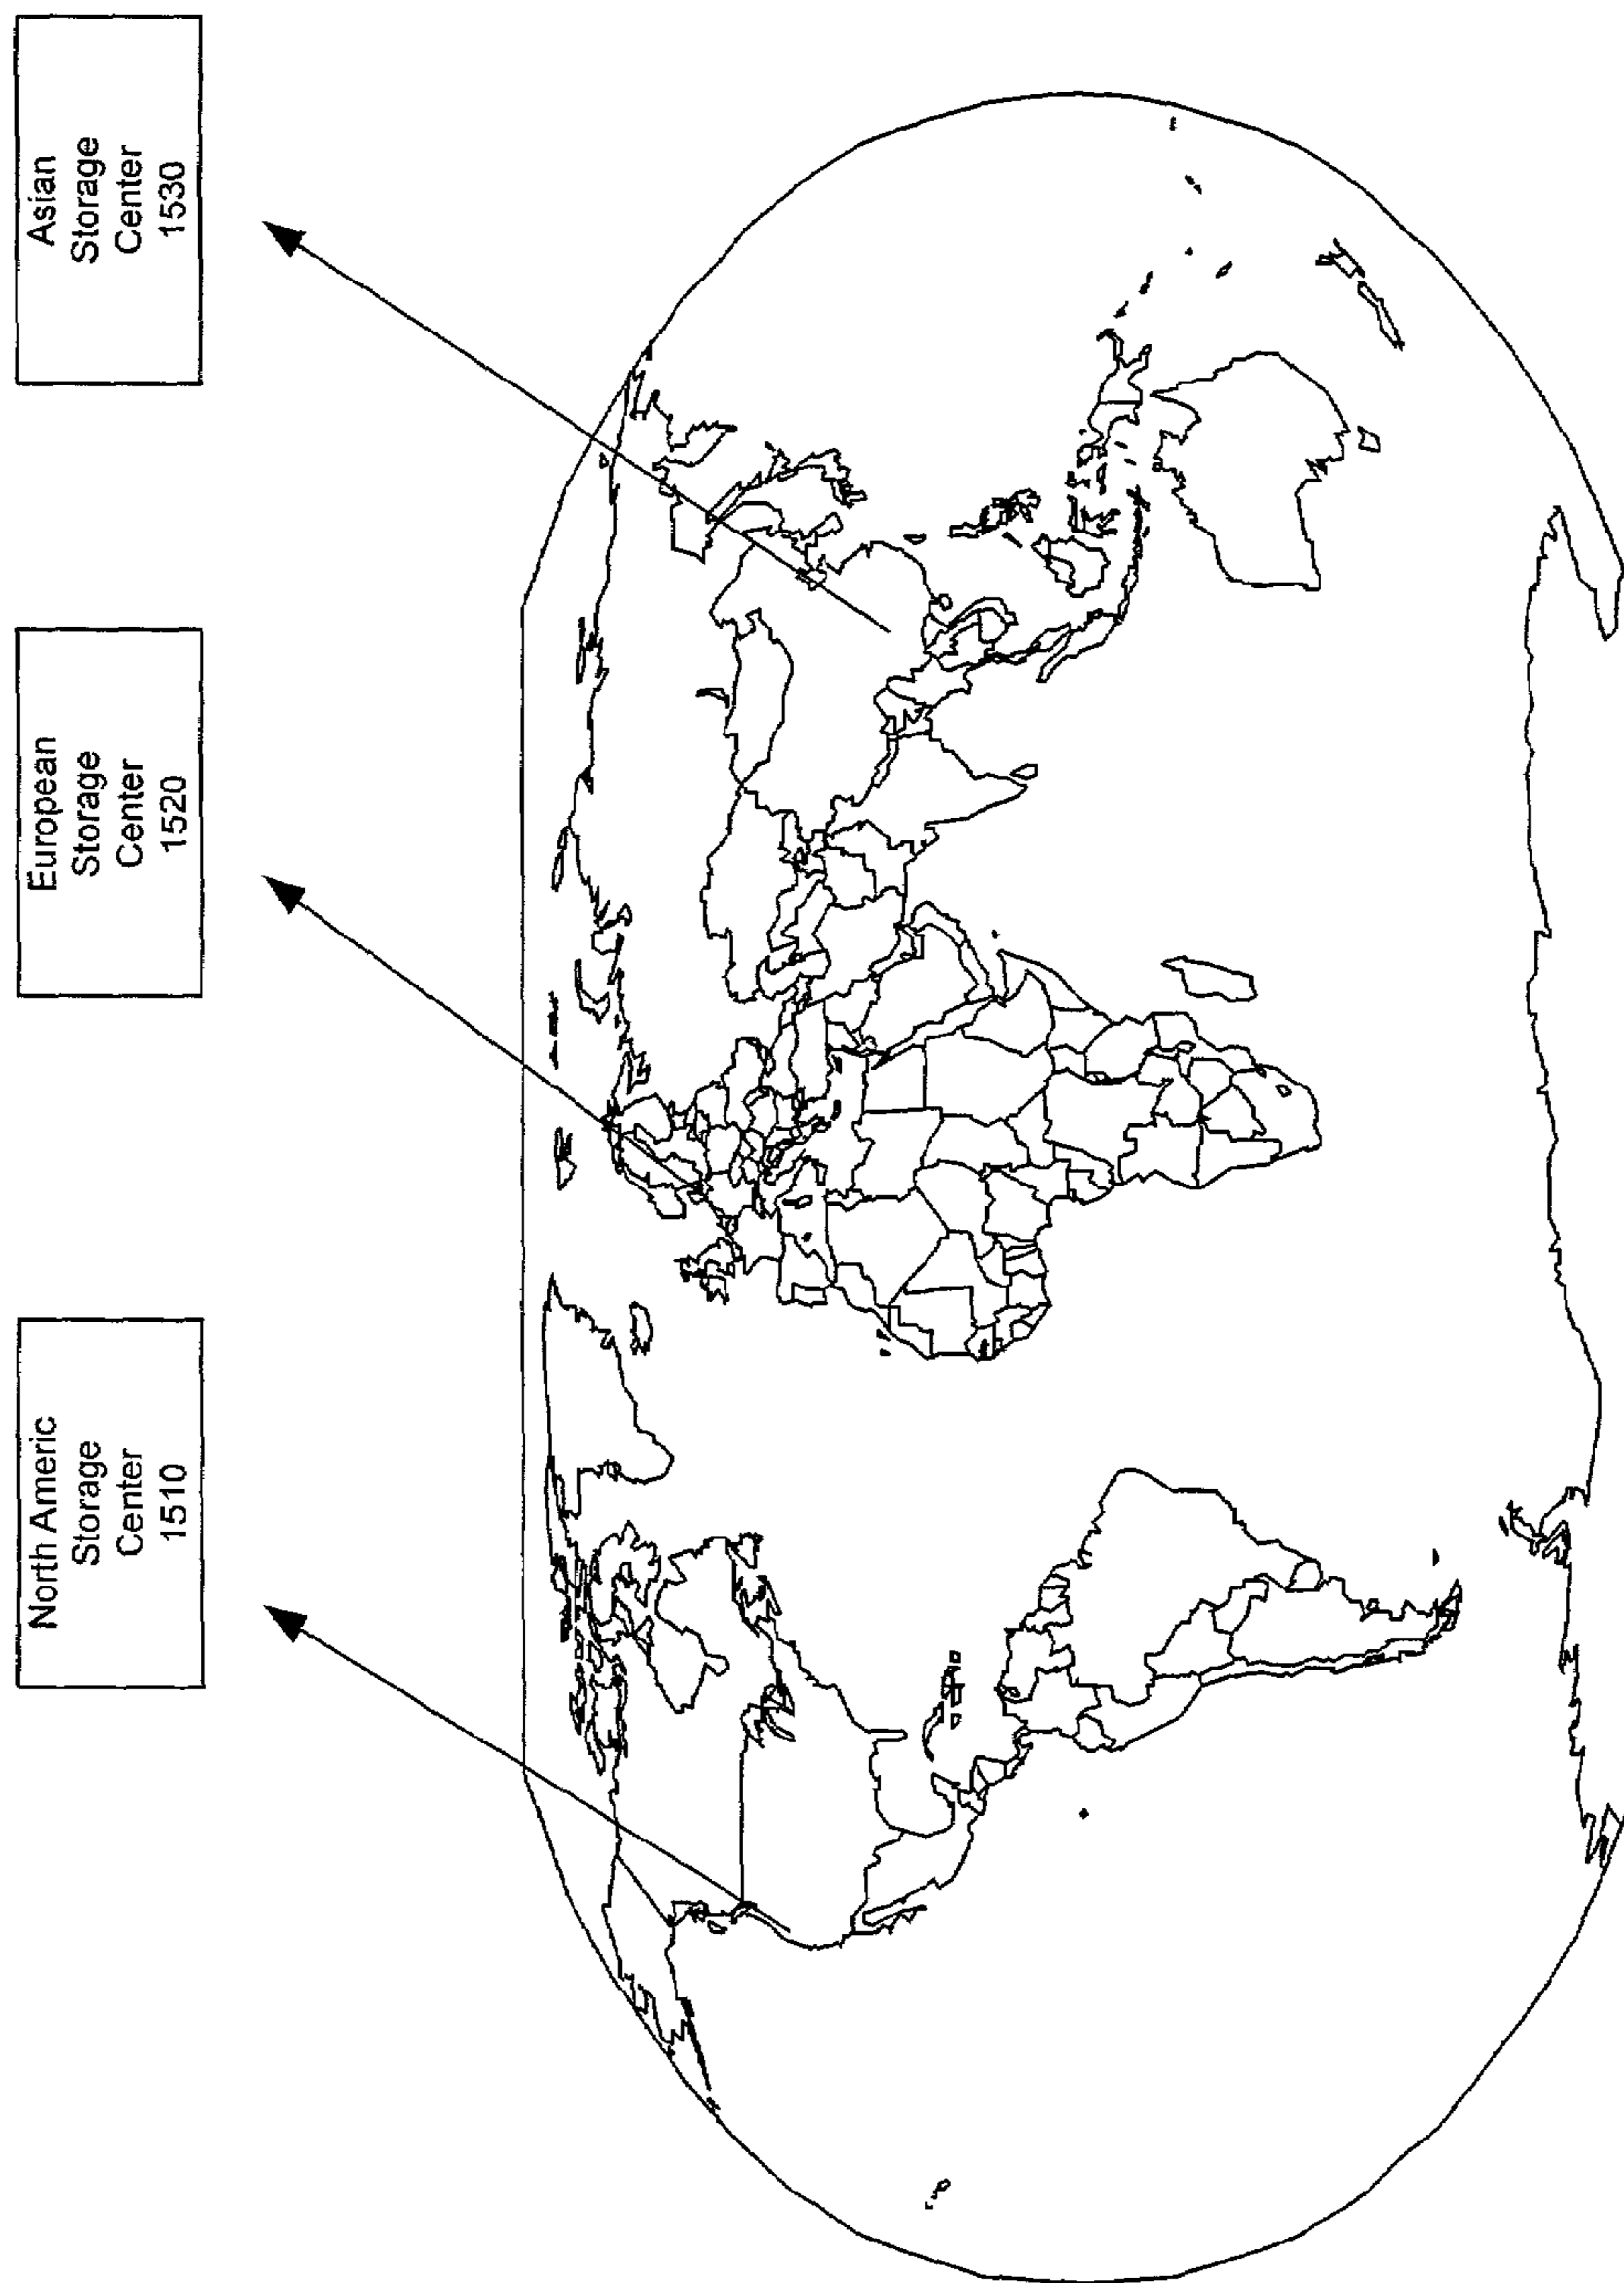 North Americ
Storage
Center
1510
European
Storage
Center
1520
Asian
Storage
Center
1530